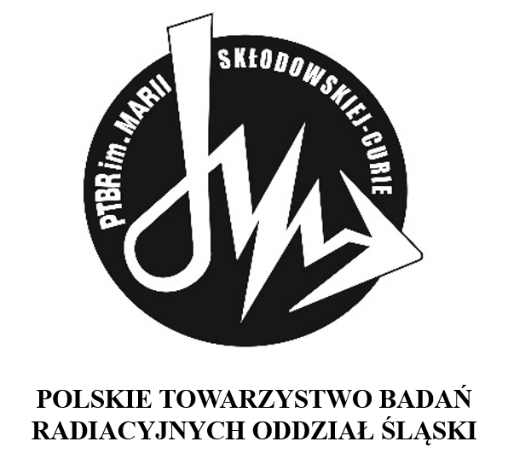 PTBR im. MARII SKŁODOWSKIEJ-CURIE
POLSKIE TOWARZYSTWO BADAŃ
RADIACYJNYCH ODDZIAŁ ŚLĄSKI